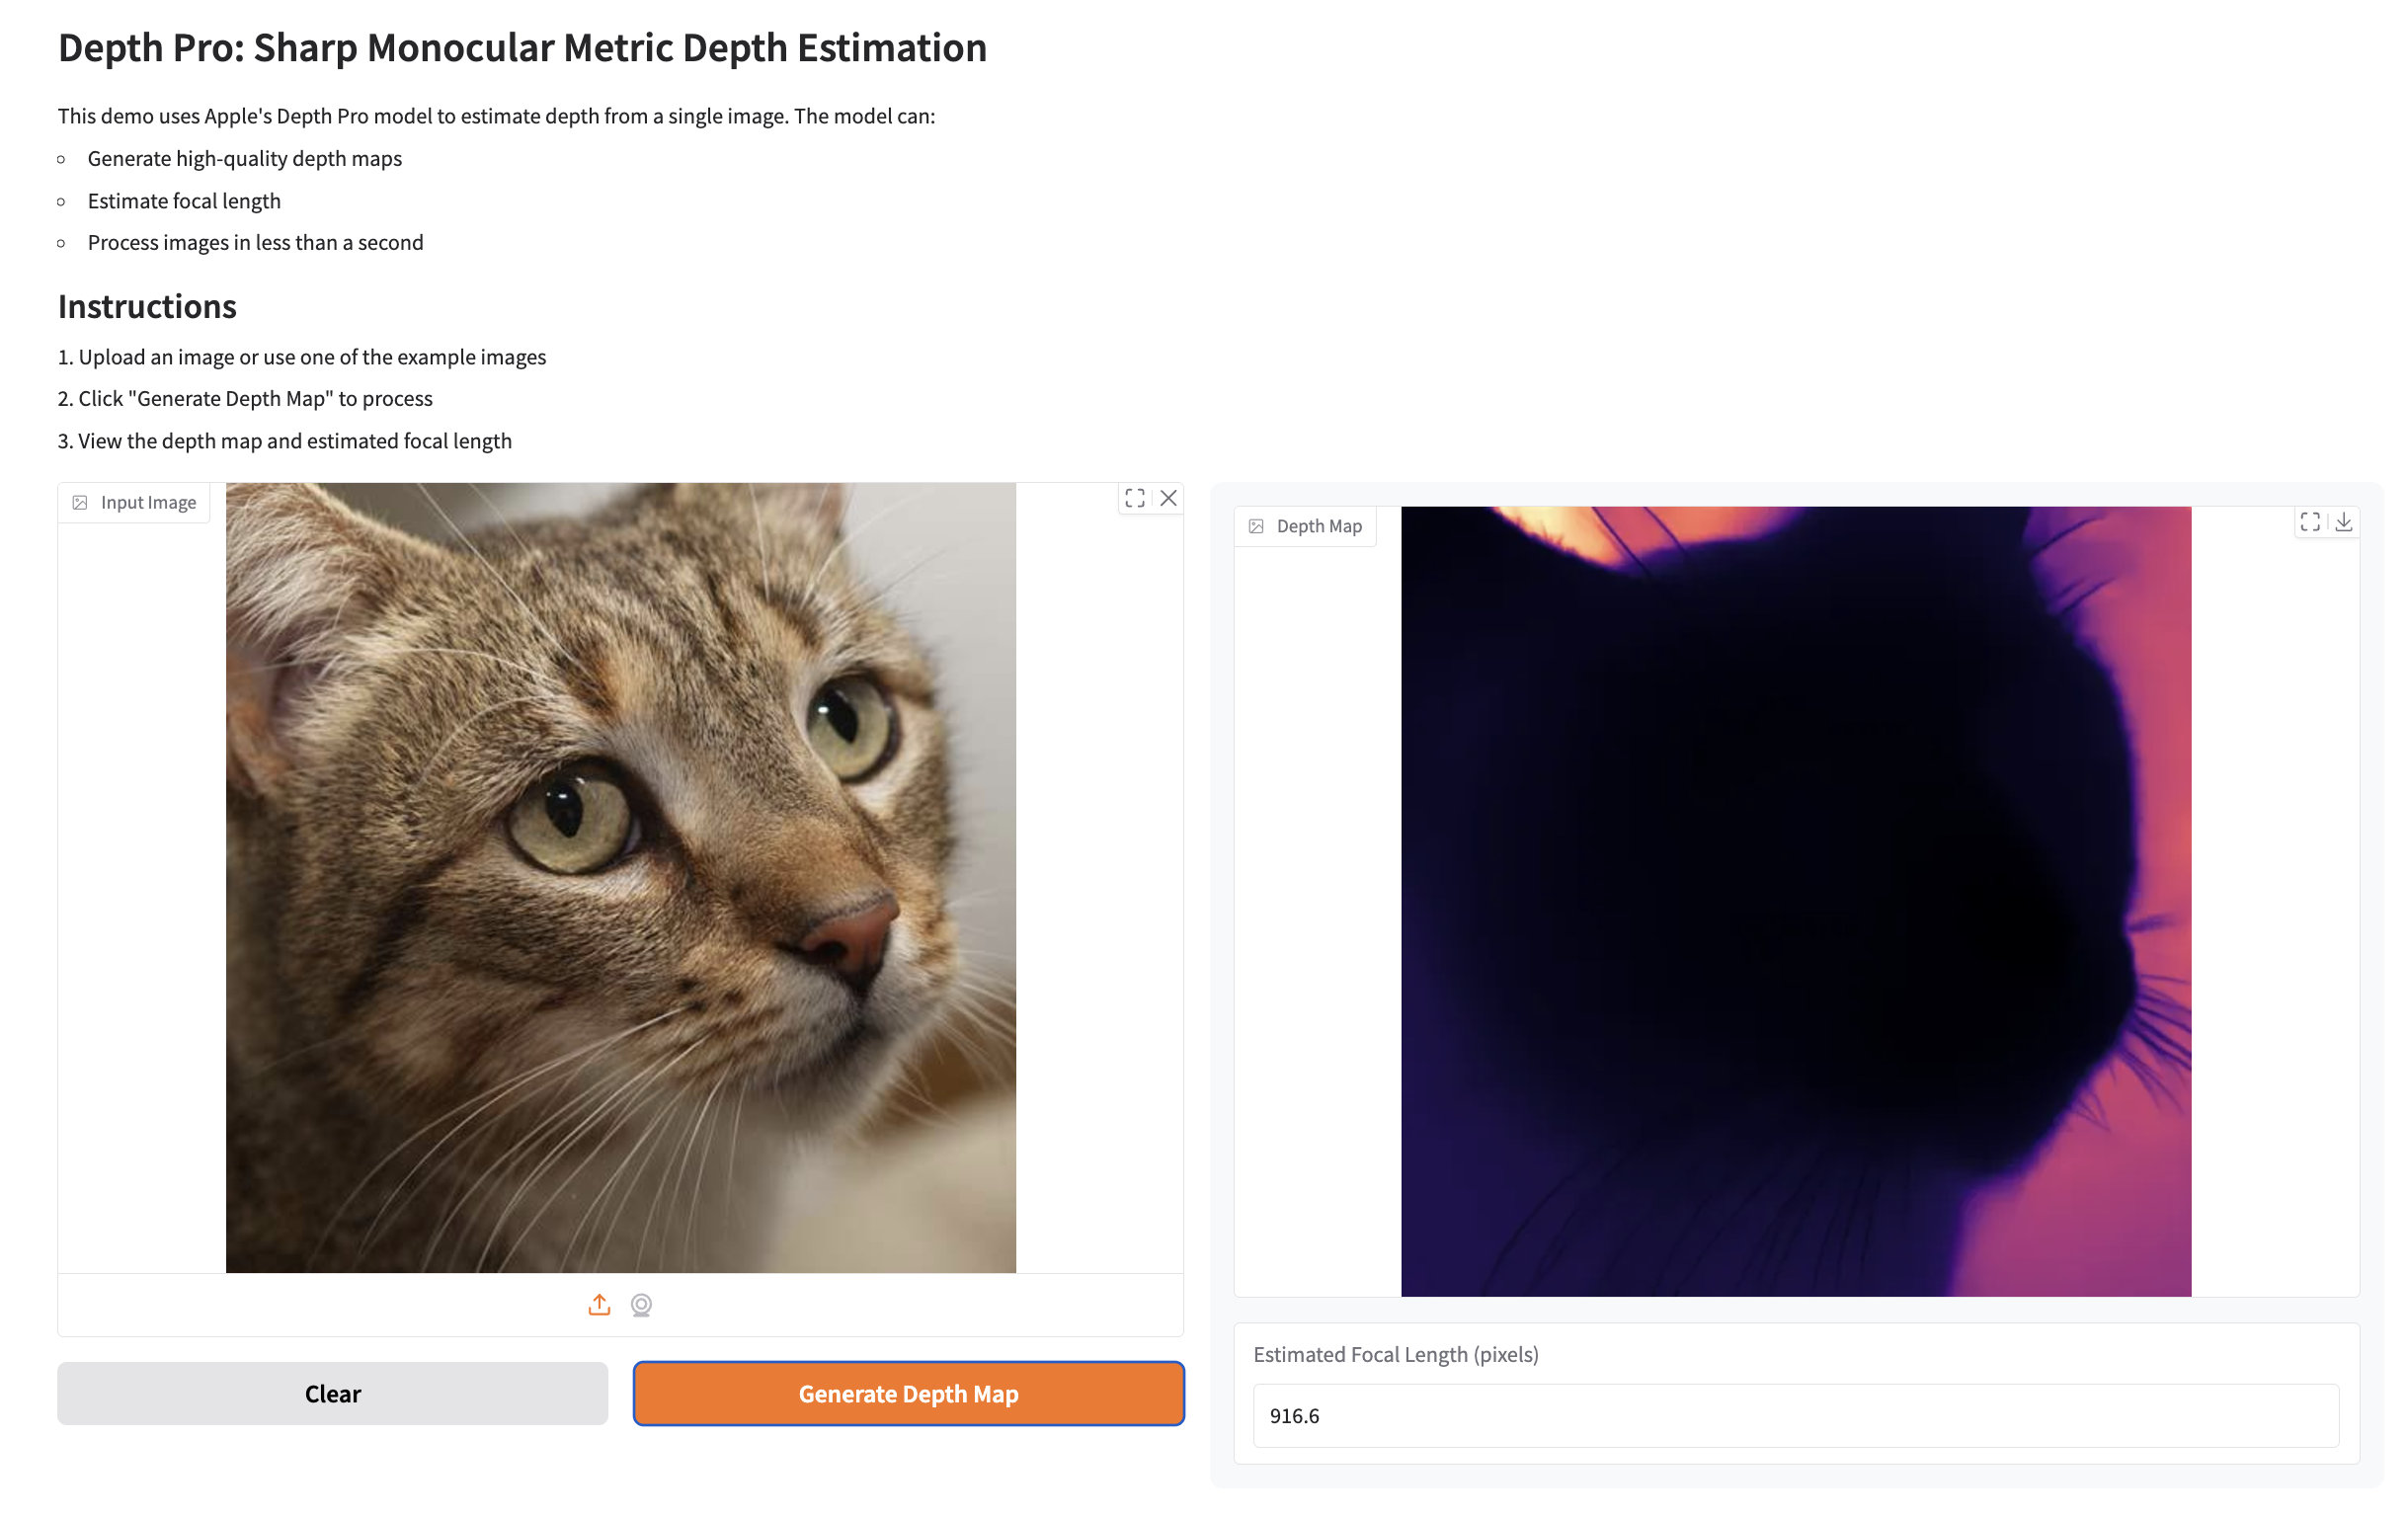 Depth Pro: Sharp Monocular Metric Depth Estimation
This demo uses Apple's Depth Pro model to estimate depth from a single image. The model can:
Generate high-quality depth maps
Estimate focal length
Process images in less than a second
Instructions
1. Upload an image or use one of the example images
2. Click "Generate Depth Map" to process
3. View the depth map and estimated focal length
Input Image
Depth Map
Clear
Generate Depth Map
Estimated Focal Length (pixels)
916.6